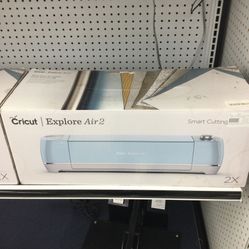 Cricut | Explore Air 2
Smart Cutting
2X
X